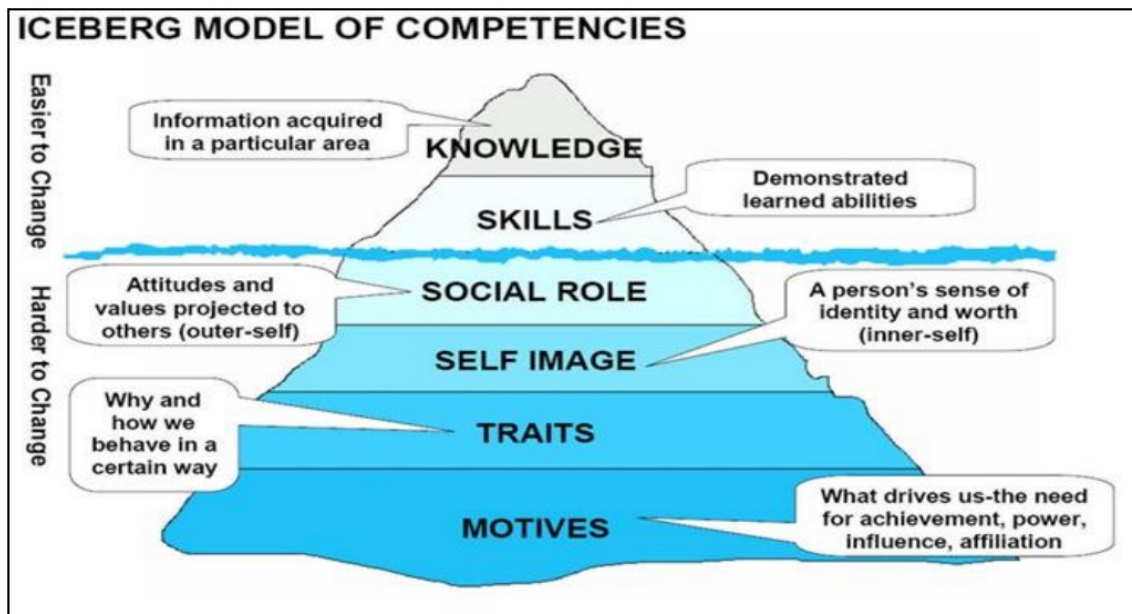 ICEBERG MODEL OF COMPETENCIES
Easier to Change
Information acquired
in a particular area
KNOWLEDGE
Demonstrated
learned abilities
SKILLS
Harder to Change
Attitudes and
values projected to
others (outer-self)
SOCIAL ROLE
A person's sense of
identity and worth
(inner-self)
SELF IMAGE
Why and
how we
behave in a
certain way
TRAITS
What drives us-the need
for achievement, power,
influence, affiliation
MOTIVES